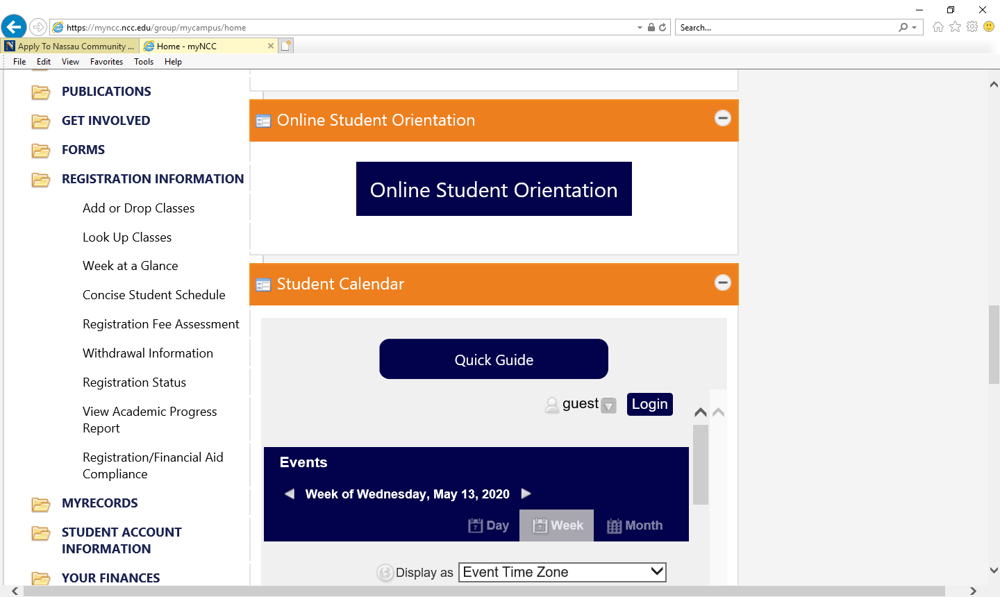 https://myncc.ncc.edu/group/mycampus/home
Search...
Apply To Nassau Community ...
Home - myNCC
File Edit View Favorites Tools Help
PUBLICATIONS
GET INVOLVED
FORMS
REGISTRATION INFORMATION
Add or Drop Classes
Look Up Classes
Week at a Glance
Concise Student Schedule
Registration Fee Assessment
Withdrawal Information
Registration Status
View Academic Progress
Report
Registration/Financial Aid
Compliance
MYRECORDS
STUDENT ACCOUNT
INFORMATION
YOUR FINANCES
Online Student Orientation
Online Student Orientation
Student Calendar
Quick Guide
guest
Login
Events
Week of Wednesday, May 13, 2020
7 Day
7 Week
Month
Display as
Event Time Zone